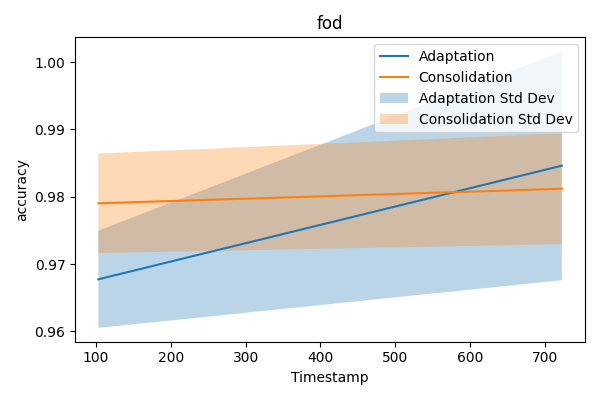 fod
1.00
0.99
0.98
0.97
0.96
accuracy
Adaptation
Consolidation
Adaptation Std Dev
Consolidation Std Dev
100 200 300 400 500 600 700
Timestamp